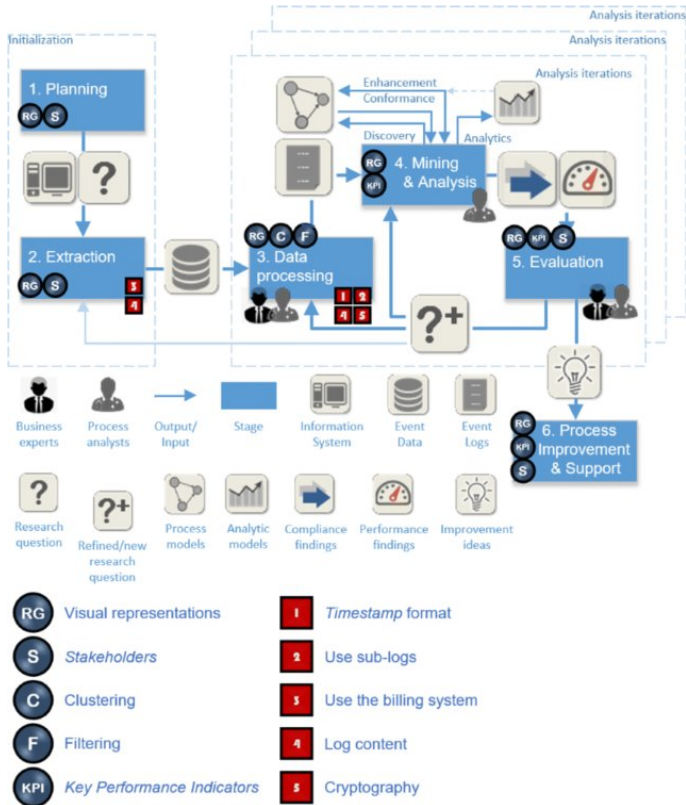 Analysis iterations
Analysis iterations
Initialization
Analysis iterations
1. Planning
RG S
?
Enhancement
Conformance
Discovery
Analytics
RG
KPI
4. Mining
& Analysis
2. Extraction
RG S
3
4
RG C F
3. Data
processing
1 2
4 5
RG KPI S
5. Evaluation
?+
Business
experts
Process
analysts
Output/
Input
Stage
Information
System
Event
Data
Event
Logs
RG
KPI
S
6. Process
Improvement
& Support
?
Research
question
?+
Refined/new
research
question
Process
models
Analytic
models
Compliance
findings
Performance
findings
Improvement
ideas
RG Visual representations
S Stakeholders
C Clustering
F Filtering
KPI Key Performance Indicators
1 Timestamp format
2 Use sub-logs
3 Use the billing system
4 Log content
5 Cryptography